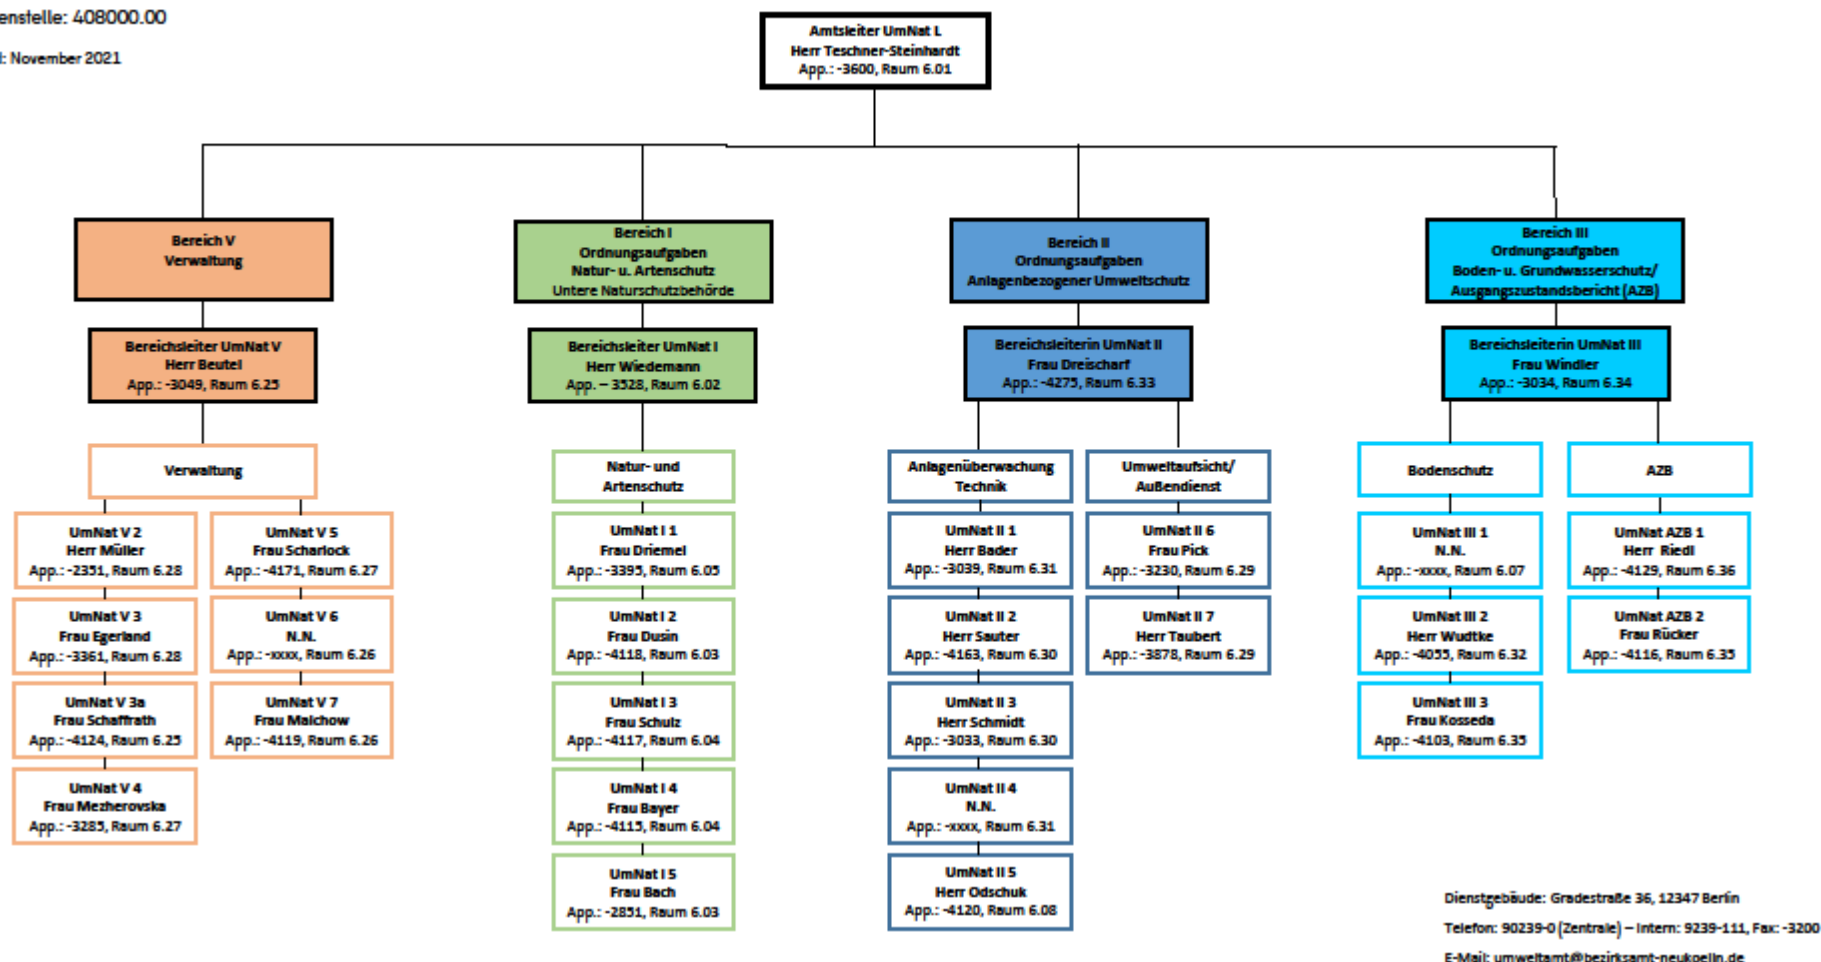 enstelle: 408000.00
: November 2021
Amtsleiter UmNat L
Herr Teschner-Steinhardt
App.: -3600, Raum 6.01
Bereich V
Verwaltung
Bereichsleiter UmNat V
Herr Beutel
App.: -3049, Raum 6.25
Verwaltung
UmNat V 2
Herr Müller
App.: -2351, Raum 6.28
UmNat V 3
Frau Egerland
App.: -3361, Raum 6.28
UmNat V 3a
Frau Schaffrath
App.: -4124, Raum 6.25
UmNat V 4
Frau Mezherovska
App.: -3285, Raum 6.27
UmNat V 5
Frau Scharlock
App.: -4171, Raum 6.27
UmNat V 6
N.N.
App.: -xxxx, Raum 6.26
UmNat V 7
Frau Malchow
App.: -4119, Raum 6.26
Bereich I
Ordnungsaufgaben
Natur- u. Artenschutz
Untere Naturschutzbehörde
Bereichsleiter UmNat I
Herr Wiedemann
App. – 3528, Raum 6.02
Natur- und
Artenschutz
UmNat I 1
Frau Driemel
App.: -3395, Raum 6.05
UmNat I 2
Frau Dusin
App.: -4118, Raum 6.03
UmNat I 3
Frau Schulz
App.: -4117, Raum 6.04
UmNat I 4
Frau Bayer
App.: -4115, Raum 6.04
UmNat I 5
Frau Bach
App.: -2851, Raum 6.03
Bereich II
Ordnungsaufgaben
Anlagenbezogener Umweltschutz
Bereichsleiterin UmNat II
Frau Dreischarf
App.: -4275, Raum 6.33
Anlagenüberwachung
Technik
UmNat II 1
Herr Bader
App.: -3039, Raum 6.31
UmNat II 2
Herr Sauter
App.: -4163, Raum 6.30
UmNat II 3
Herr Schmidt
App.: -3033, Raum 6.30
UmNat II 4
N.N.
App.: -xxxx, Raum 6.31
UmNat II 5
Herr Odschuk
App.: -4120, Raum 6.08
Umweltaufsicht/
Außendienst
UmNat II 6
Frau Pick
App.: -3230, Raum 6.29
UmNat II 7
Herr Taubert
App.: -3878, Raum 6.29
Bereich III
Ordnungsaufgaben
Boden- u. Grundwasserschutz/
Ausgangszustandsbericht (AZB)
Bereichsleiterin UmNat III
Frau Windler
App.: -3034, Raum 6.34
Bodenschutz
UmNat III 1
N.N.
App.: -xxxx, Raum 6.07
UmNat III 2
Herr Wudtke
App.: -4055, Raum 6.32
UmNat III 3
Frau Kosseda
App.: -4103, Raum 6.35
AZB
UmNat AZB 1
Herr Riedl
App.: -4129, Raum 6.36
UmNat AZB 2
Frau Rücker
App.: -4116, Raum 6.35
Dienstgebäude: Gradestraße 36, 12347 Berlin
Telefon: 90239-0 (Zentrale) – Intern: 9239-111, Fax: -3200
E-Mail: umweltamt@bezirksamt-neukoelln.de